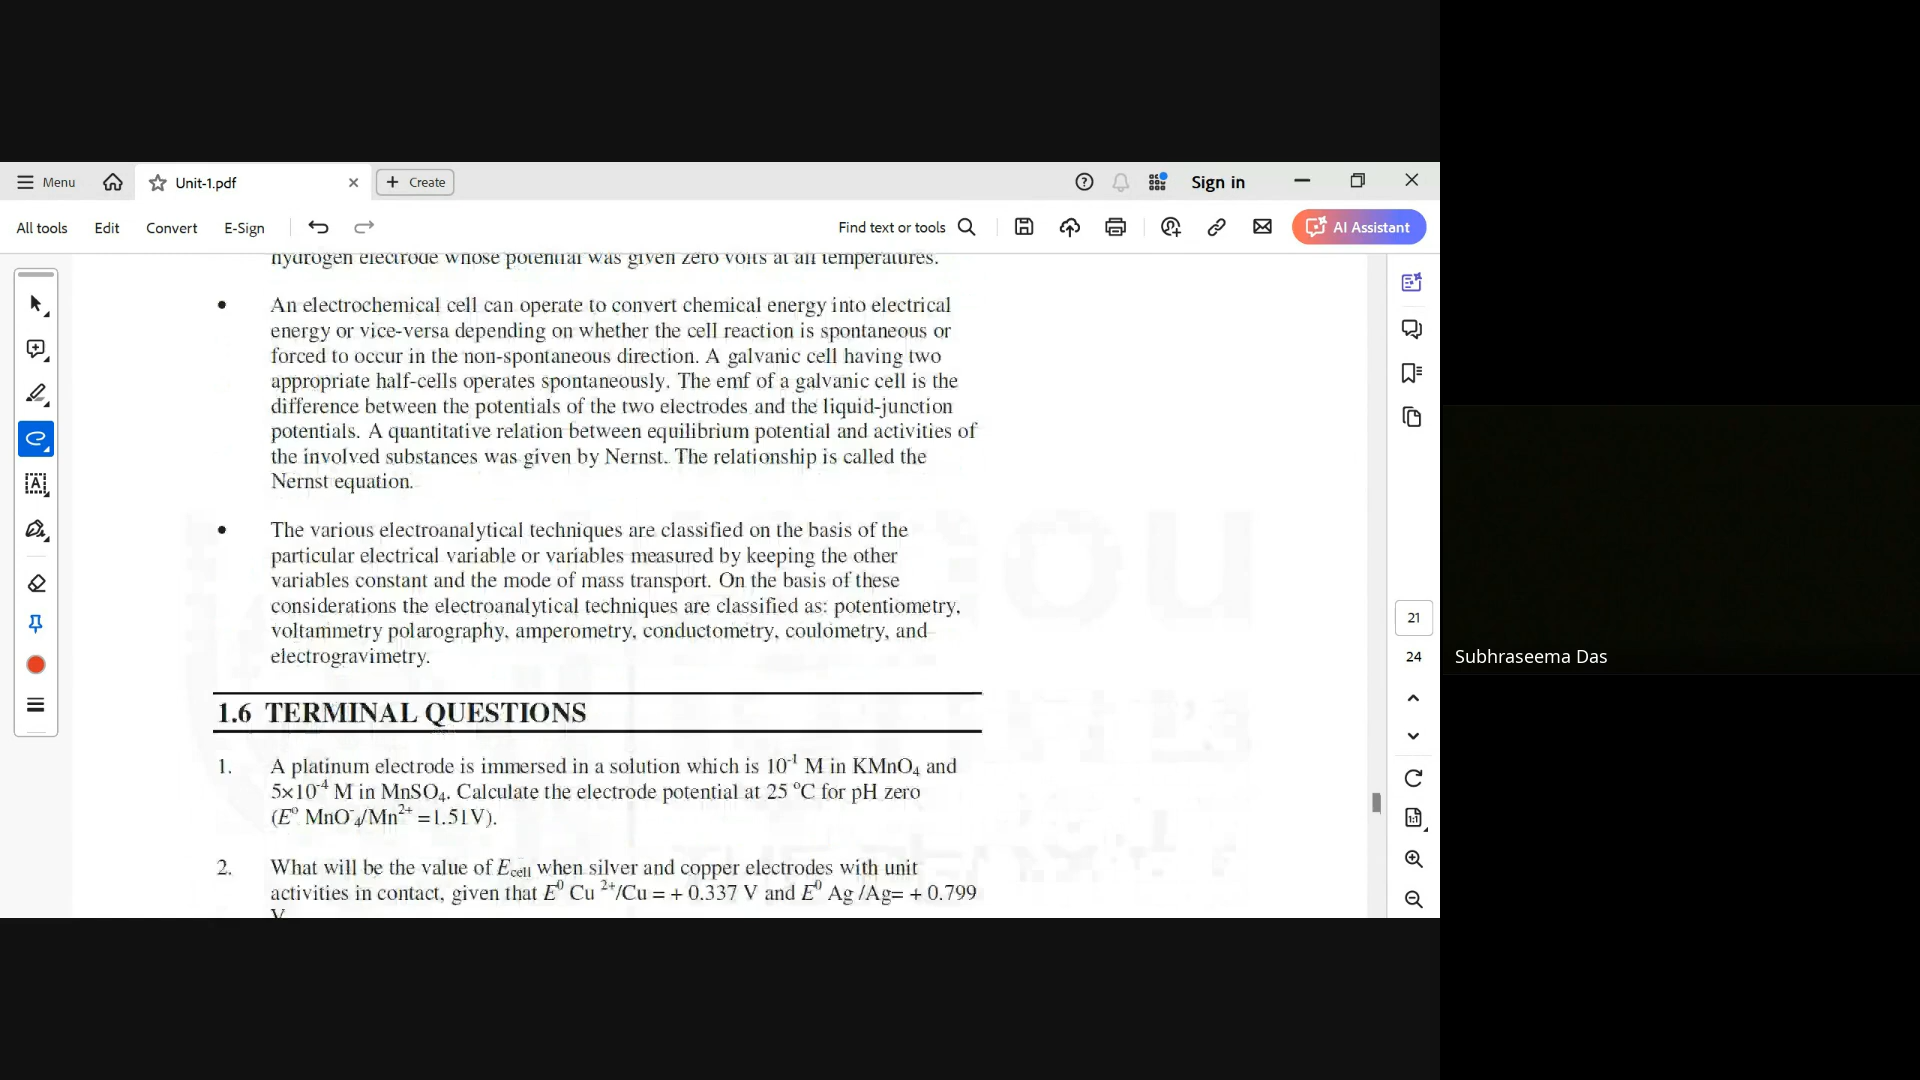 Menu
Unit-1.pdf
Create
Sign in
All tools
Edit
Convert
E-Sign
Find text or tools
AI Assistant
hydrogen electrode whose potential was given zero volts at all temperatures.
• An electrochemical cell can operate to convert chemical energy into electrical
energy or vice-versa depending on whether the cell reaction is spontaneous or
forced to occur in the non-spontaneous direction. A galvanic cell having two
appropriate half-cells operates spontaneously. The emf of a galvanic cell is the
difference between the potentials of the two electrodes and the liquid-junction
potentials. A quantitative relation between equilibrium potential and activities of
the involved substances was given by Nernst. The relationship is called the
Nernst equation.
• The various electroanalytical techniques are classified on the basis of the
particular electrical variable or variables measured by keeping the other
variables constant and the mode of mass transport. On the basis of these
considerations the electroanalytical techniques are classified as: potentiometry,
voltammetry polarography, amperometry, conductometry, coulometry, and
electrogravimetry.
1.6 TERMINAL QUESTIONS
1. A platinum electrode is immersed in a solution which is 10⁻¹ M in KMnO₄ and
5×10⁻⁴ M in MnSO₄. Calculate the electrode potential at 25 °C for pH zero
(E° MnO⁻₄/Mn²⁺ =1.51V).
2. What will be the value of E_cell when silver and copper electrodes with unit
activities in contact, given that E⁰ Cu ²⁺/Cu = + 0.337 V and E⁰ Ag /Ag= + 0.799
V
21
24
Subhraseema Das